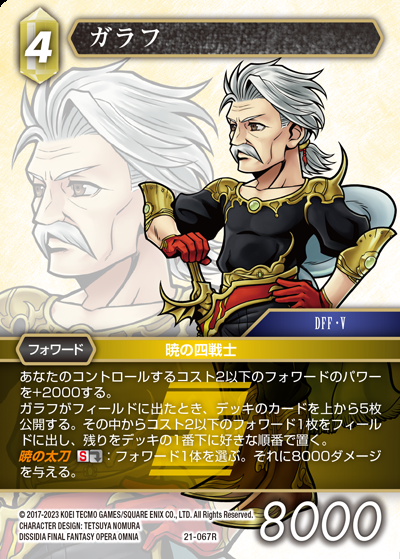 4
ガラフ
DFF・V
フォワード
暁の四戦士
あなたのコントロールするコスト2以下のフォワードのパワー
を+2000する。
ガラフがフィールドに出たとき、デッキのカードを上から5枚
公開する。その中からコスト2以下のフォワード1枚をフィール
ドに出し、残りをデッキの1番下に好きな順番で置く。
暁の太刀 S：フォワード1体を選ぶ。それに8000ダメージ
を与える。
© 2017-2023 KOEI TECMO GAMES/SQUARE ENIX CO., LTD. All Rights Reserved.
CHARACTER DESIGN: TETSUYA NOMURA
DISSIDIA FINAL FANTASY OPERA OMNIA
21-067R
8000